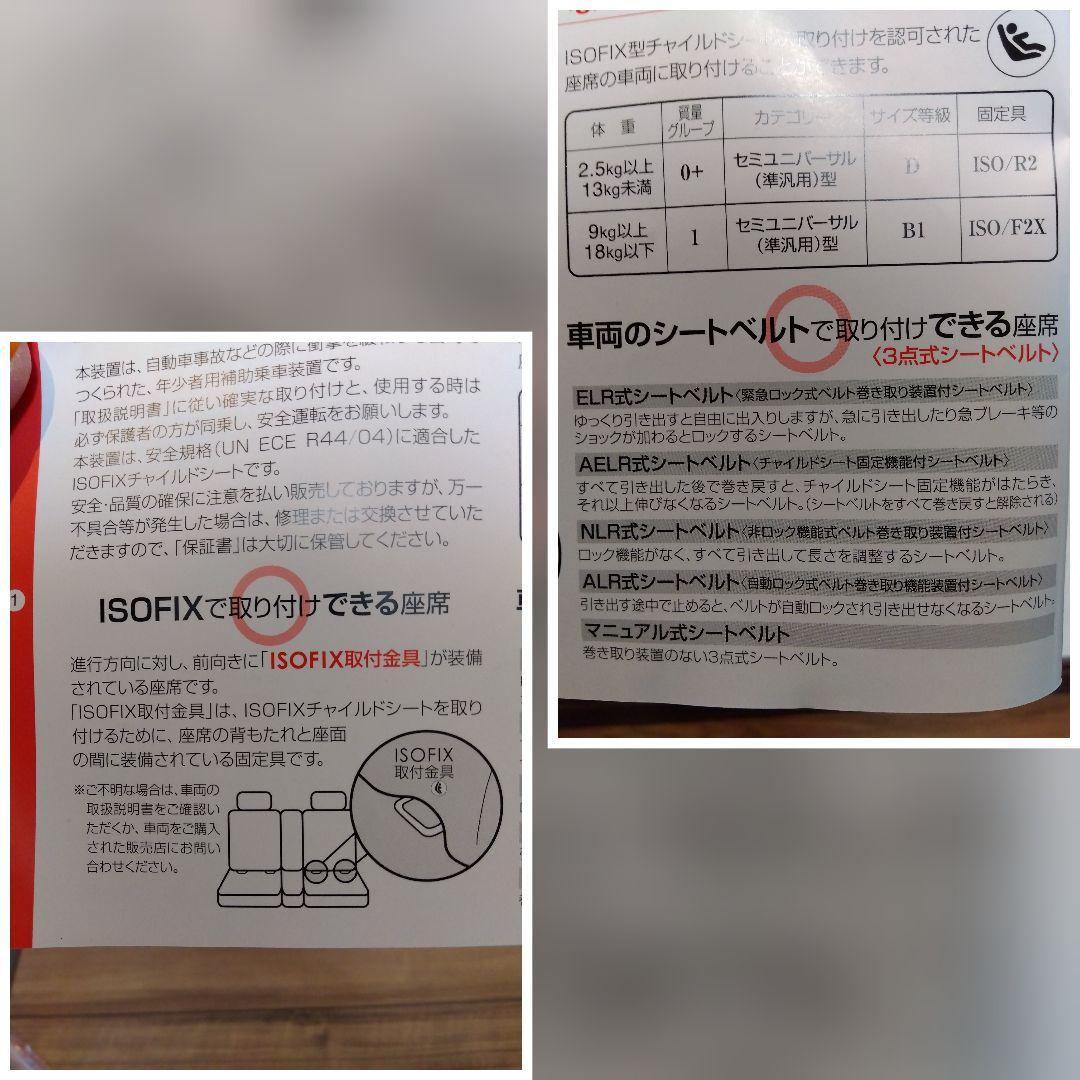 本装置は、自動車事故などの際に衝撃を
つくられた、年少者用補助乗車装置です。
「取扱説明書」に従い確実な取り付けと、使用する時は
必ず保護者の方が同乗し、安全運転をお願いします。
本装置は、安全規格(UN ECE R44/04)に適合した
ISOFIXチャイルドシートです。
安全・品質の確保に注意を払い販売しておりますが、万一
不具合等が発生した場合は、修理または交換させていた
だきますので、「保証書」は大切に保管してください。
1
ISOFIXで取り付けできる座席
進行方向に対し、前向きに「ISOFIX取付金具」が装備
されている座席です。
「ISOFIX取付金具」は、ISOFIXチャイルドシートを取り
付けるために、座席の背もたれと座面
の間に装備されている固定具です。
※ご不明な場合は、車両の
取扱説明書をご確認い
ただくか、車両をご購入
された販売店にお問い
合わせください。
ISOFIX
取付金具
ISOFIX型チャイルドシー 取り付けを認可された
座席の車両に取り付けることができます。
体 重 質量グループ カテゴリー サイズ等級 固定具
2.5kg以上 13kg未満 0+ セミユニバーサル (準汎用)型 D ISO/R2
9kg以上 18kg以下 1 セミユニバーサル (準汎用)型 B1 ISO/F2X
車両のシートベルトで取り付けできる座席
〈3点式シートベルト〉
ELR式シートベルト〈緊急ロック式ベルト巻き取り装置付シートベルト〉
ゆっくり引き出すと自由に出入りしますが、急に引き出したり急ブレーキ等の
ショックが加わるとロックするシートベルト。
AELR式シートベルト〈チャイルドシート固定機能付シートベルト〉
すべて引き出した後で巻き戻すと、チャイルドシート固定機能がはたらき、
それ以上伸びなくなるシートベルト。(シートベルトをすべて巻き戻すと解除される)
NLR式シートベルト〈非ロック機能式ベルト巻き取り装置付シートベルト〉
ロック機能がなく、すべて引き出して長さを調整するシートベルト。
ALR式シートベルト〈自動ロック式ベルト巻き取り機能装置付シートベルト〉
引き出す途中で止めると、ベルトが自動ロックされ引き出せなくなるシートベルト。
マニュアル式シートベルト
巻き取り装置のない3点式シートベルト。